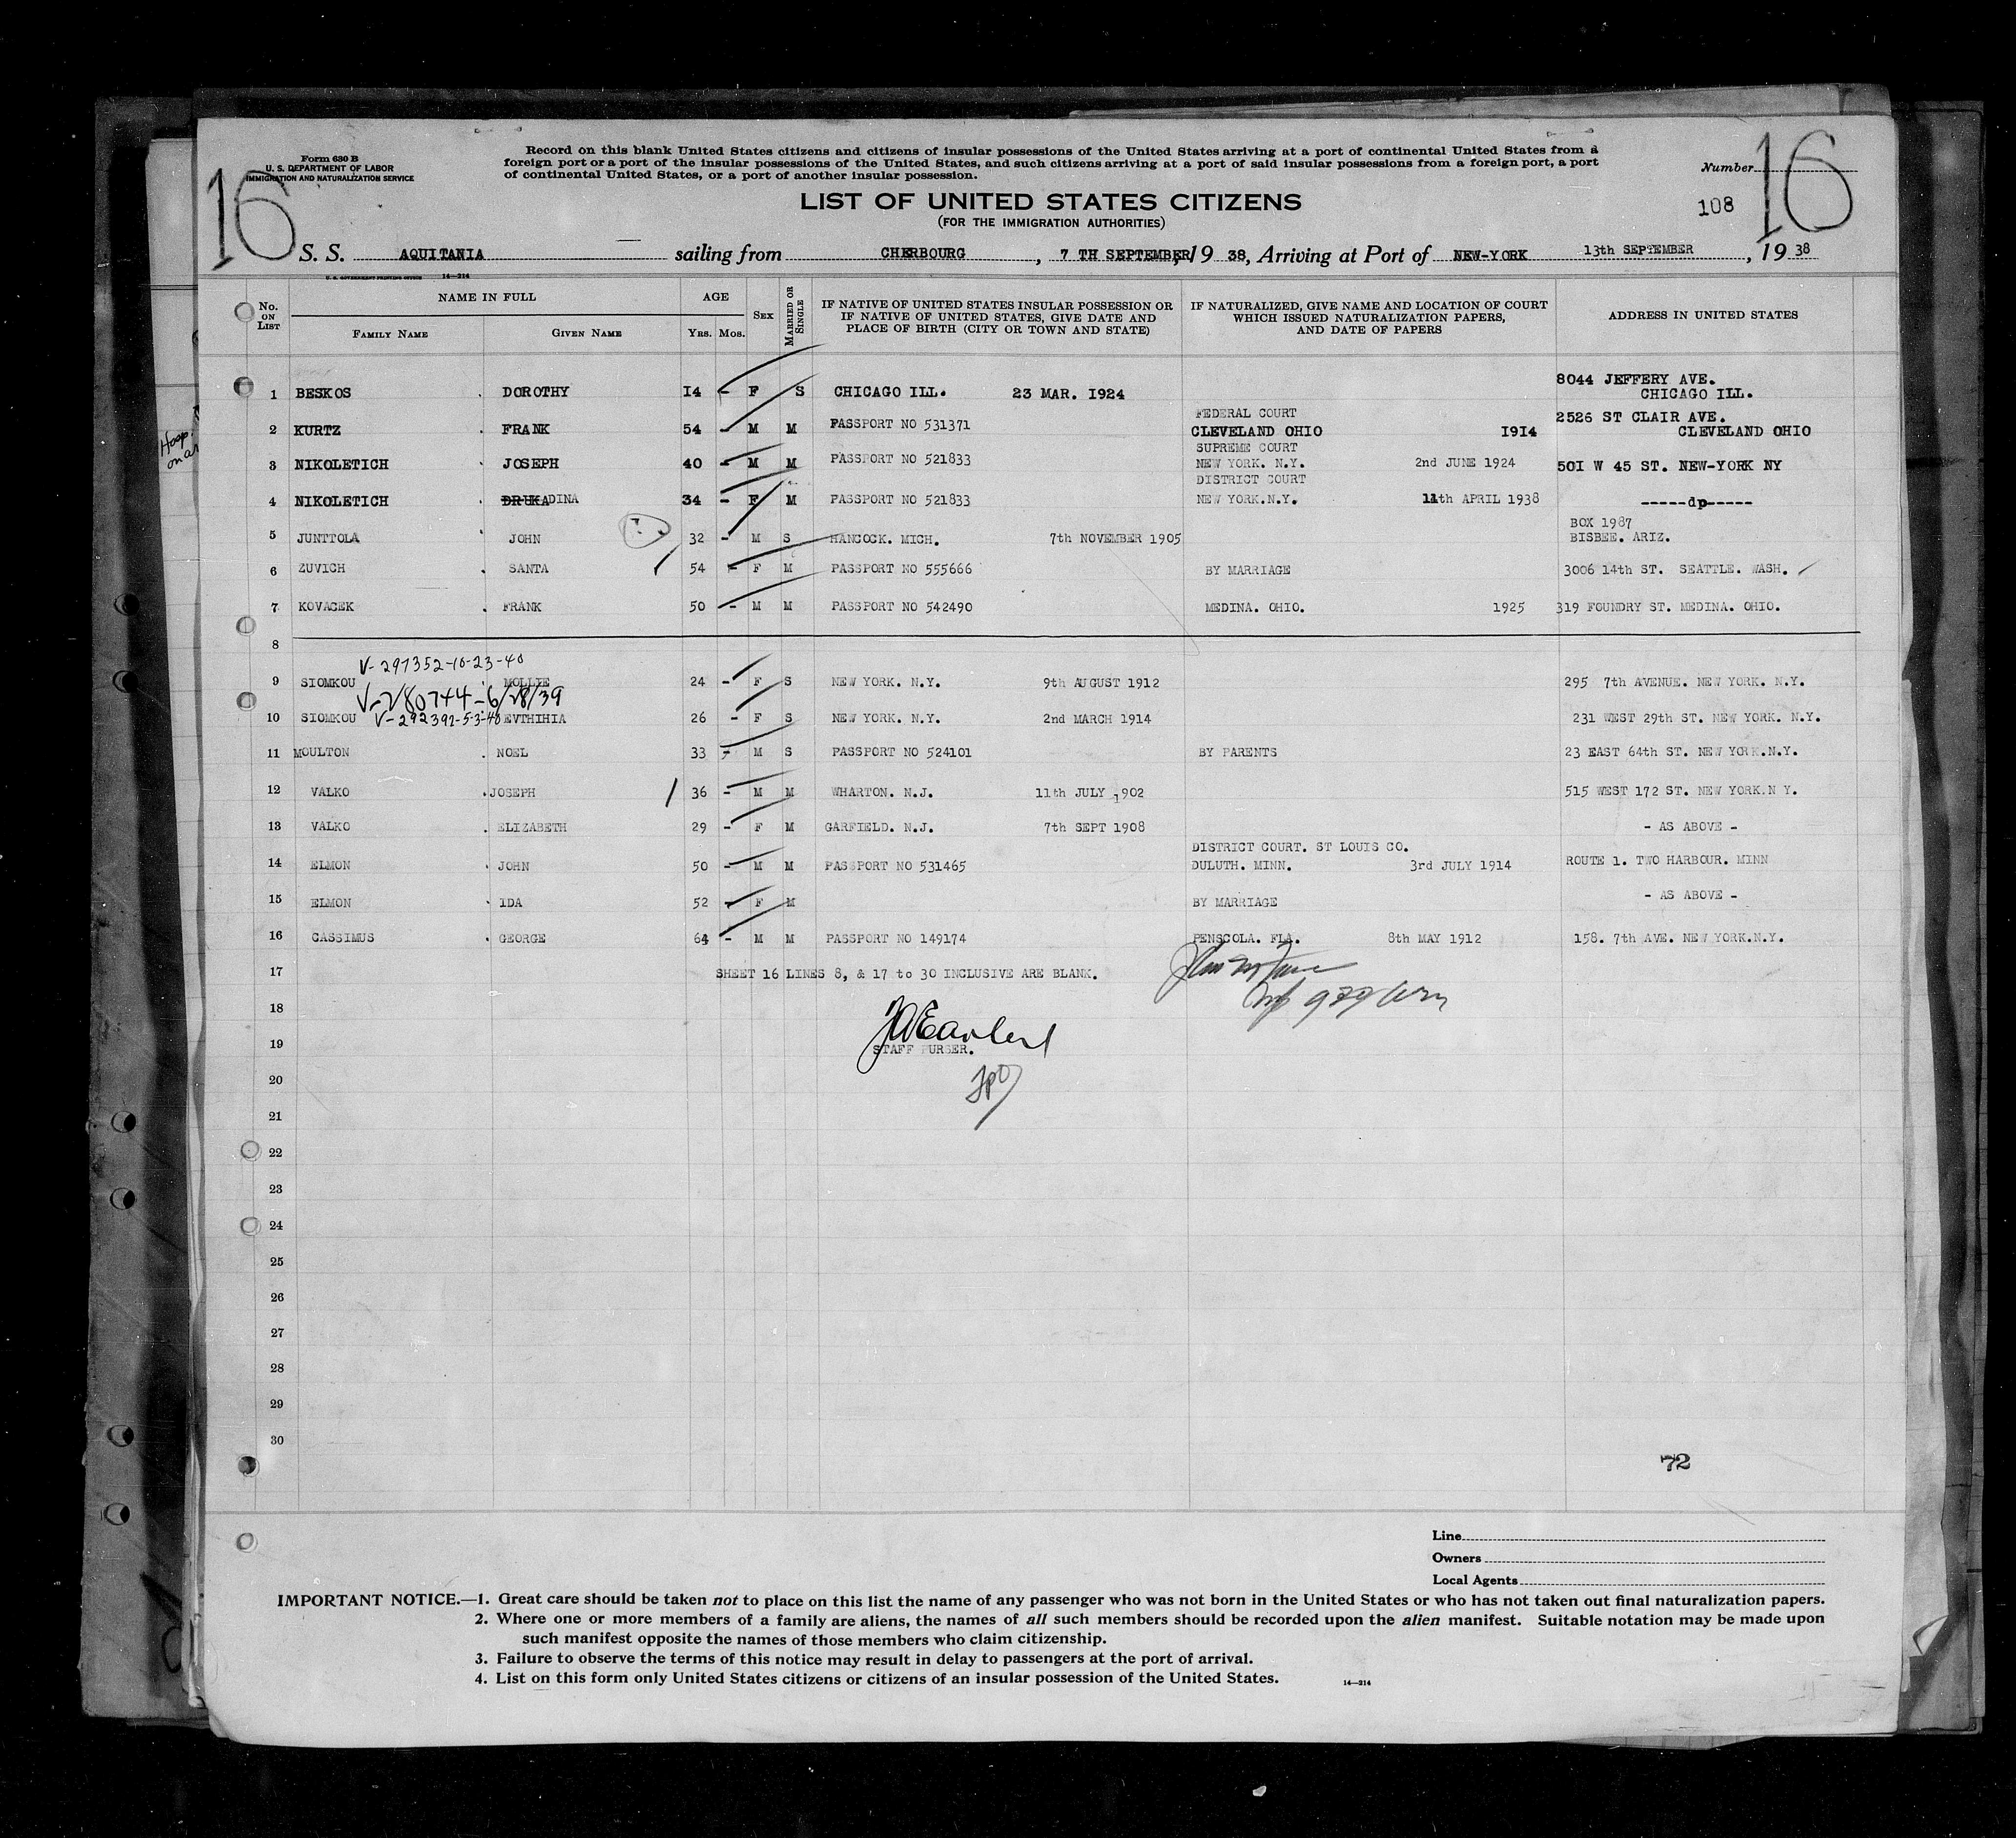 Form 630 B
U. S. DEPARTMENT OF LABOR
IMMIGRATION AND NATURALIZATION SERVICE
16
Record on this blank United States citizens and citizens of insular possessions of the United States arriving at a port of continental United States from a
foreign port or a port of the insular possessions of the United States, and such citizens arriving at a port of said insular possessions from a foreign port, a port
of continental United States, or a port of another insular possession.
Number
16
108
LIST OF UNITED STATES CITIZENS
(FOR THE IMMIGRATION AUTHORITIES)
S. S. AQUITANIA sailing from CHERBOURG, 7 TH SEPTEMBER, 19 38, Arriving at Port of NEW-YORK 13th SEPTEMBER, 19 38
U. S. GOVERNMENT PRINTING OFFICE 14—214
No. ON LIST
NAME IN FULL
FAMILY NAME GIVEN NAME
AGE
YRS. MOS.
SEX
MARRIED OR SINGLE
IF NATIVE OF UNITED STATES INSULAR POSSESSION OR
IF NATIVE OF UNITED STATES, GIVE DATE AND
PLACE OF BIRTH (CITY OR TOWN AND STATE)
IF NATURALIZED, GIVE NAME AND LOCATION OF COURT
WHICH ISSUED NATURALIZATION PAPERS,
AND DATE OF PAPERS
ADDRESS IN UNITED STATES
Hosp.
on
8044 JEFFERY AVE.
1 BESKOS . DOROTHY 14 - F S CHICAGO ILL. 23 MAR. 1924 CHICAGO ILL.
FEDERAL COURT 2526 ST CLAIR AVE.
2 KURTZ . FRANK 54 - M M PASSPORT NO 531371 CLEVELAND OHIO 1914 CLEVELAND OHIO
SUPREME COURT
3 NIKOLETICH . JOSEPH 40 - M M PASSPORT NO 521833 NEW YORK. N.Y. 2nd JUNE 1924 501 W 45 ST. NEW-YORK NY
DISTRICT COURT
4 NIKOLETICH . DRUKADINA 34 - F M PASSPORT NO 521833 NEW YORK.N.Y. 11th APRIL 1938 -----dp-----
BOX 1987
5 JUNTTOLA . JOHN 32 - M S HANCOCK. MICH. 7th NOVEMBER 1905 BISBEE. ARIZ.
6 ZUVICH . SANTA 54 - F M PASSPORT NO 555666 BY MARRIAGE 3006 14th ST. SEATTLE. WASH.
7 KOVACEK . FRANK 50 - M M PASSPORT NO 542490 MEDINA. OHIO. 1925 319 FOUNDRY ST. MEDINA. OHIO.
8
V-297352-10-23-40
9 SIOMKOU . MOLLIE 24 - F S NEW YORK. N.Y. 9th AUGUST 1912 295 7th AVENUE. NEW YORK. N.Y.
V-280744-6/28/39
10 SIOMKOU V-292392-5-3-40 EVTHIHIA 26 - F S NEW YORK. N.Y. 2nd MARCH 1914 231 WEST 29th ST. NEW YORK. N.Y.
11 MOULTON . NOEL 33 - M S PASSPORT NO 524101 BY PARENTS 23 EAST 64th ST. NEW YORK.N.Y.
12 VALKO . JOSEPH 36 - M M WHARTON. N.J. 11th JULY 1902 515 WEST 172 ST. NEW YORK.N Y.
13 VALKO . ELIZABETH 29 - F M GARFIELD. N.J. 7th SEPT 1908 - AS ABOVE -
DISTRICT COURT. ST LOUIS CO.
14 ELMON . JOHN 50 - M M PASSPORT NO 531465 DULUTH. MINN. 3rd JULY 1914 ROUTE 1. TWO HARBOUR. MINN
15 ELMON . IDA 52 - F M BY MARRIAGE - AS ABOVE -
16 CASSIMUS . GEORGE 64 - M M PASSPORT NO 149174 PENSCOLA. FLA. 8th MAY 1912 158. 7th AVE. NEW YORK.N.Y.
17 SHEET 16 LINES 8, & 17 to 30 INCLUSIVE ARE BLANK.
18
19 STAFF PURSER.
20
21
22
23
24
25
26
27
28
29
30
72
Line
Owners
Local Agents
IMPORTANT NOTICE.—1. Great care should be taken not to place on this list the name of any passenger who was not born in the United States or who has not taken out final naturalization papers.
2. Where one or more members of a family are aliens, the names of all such members should be recorded upon the alien manifest. Suitable notation may be made upon
such manifest opposite the names of those members who claim citizenship.
3. Failure to observe the terms of this notice may result in delay to passengers at the port of arrival.
4. List on this form only United States citizens or citizens of an insular possession of the United States.
14—214